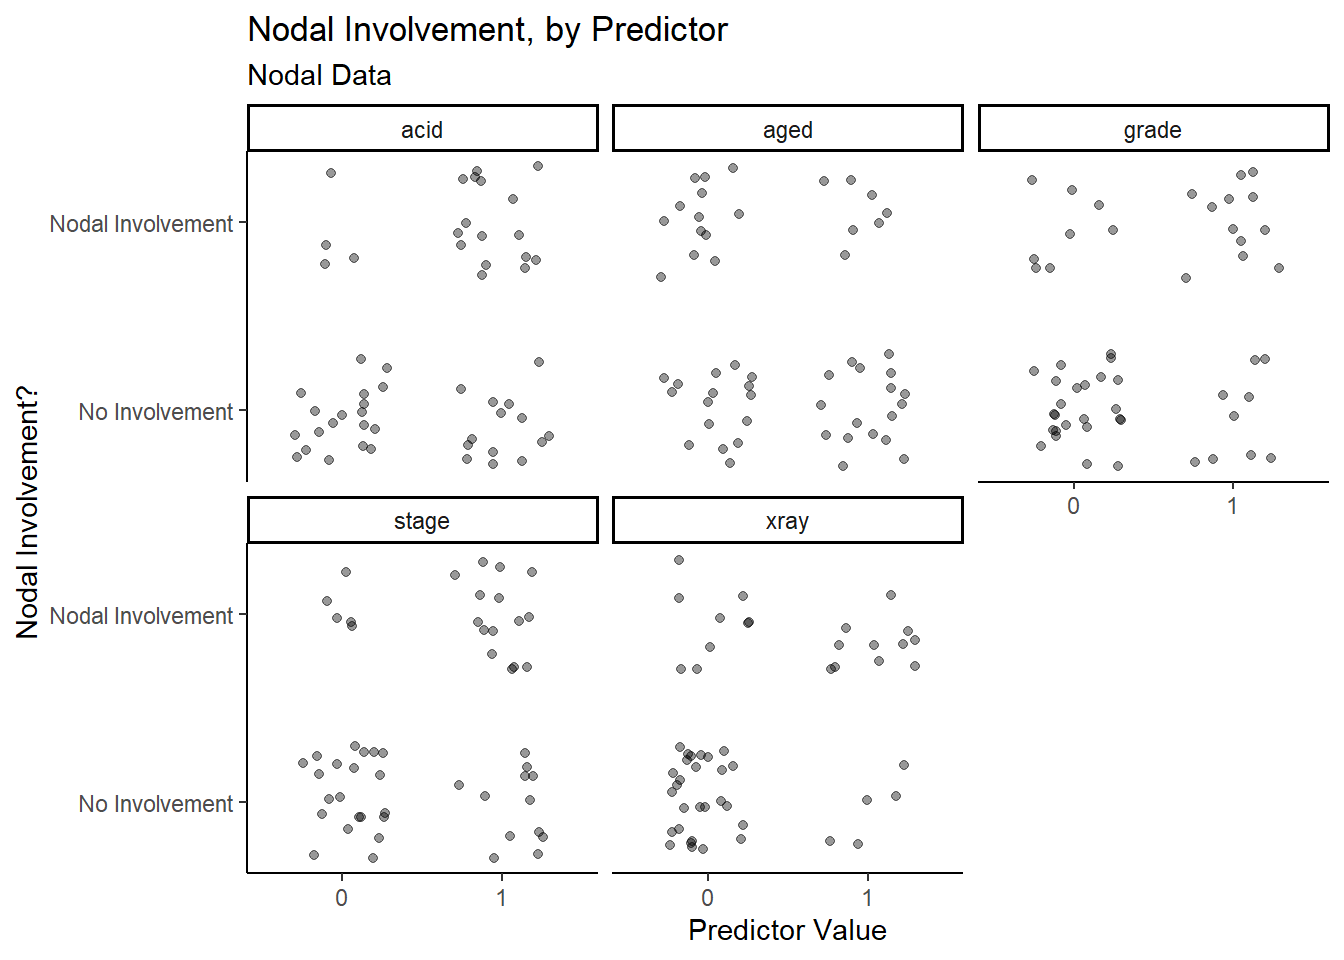 Nodal Involvement, by Predictor
Nodal Data
acid
aged
grade
Nodal Involvement
No Involvement
0
1
stage
xray
Nodal Involvement
No Involvement
0
1
0
1
Nodal Involvement?
Predictor Value